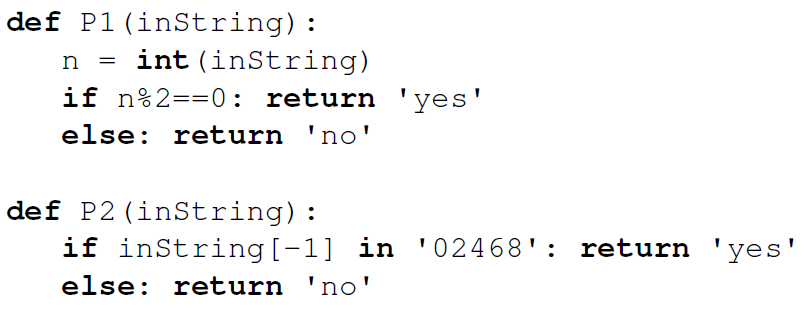 def P1(inString):
n = int(inString)
if n%2==0: return 'yes'
else: return 'no'
def P2(inString):
if inString[-1] in '02468': return 'yes'
else: return 'no'